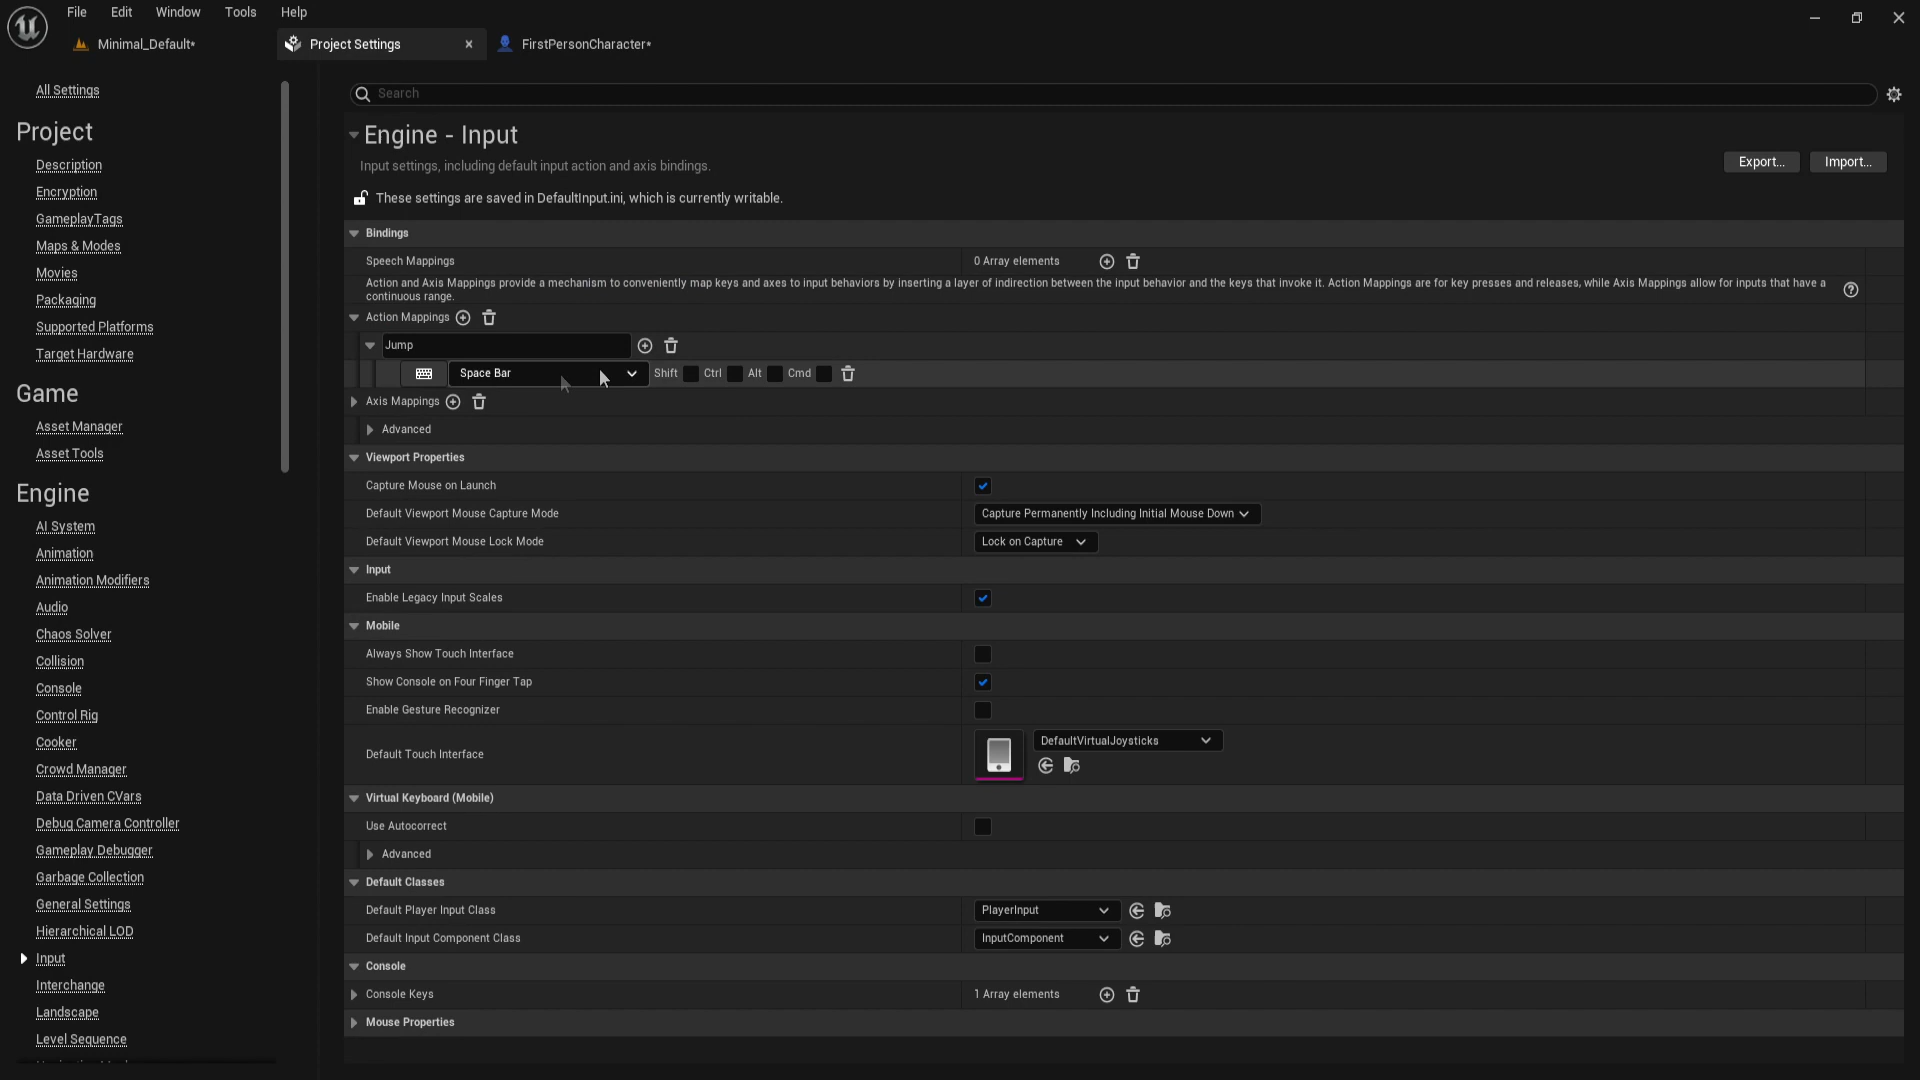 File Edit Window Tools Help
Minimal_Default* Project Settings FirstPersonCharacter*
All Settings
Project
Description
Encryption
GameplayTags
Maps & Modes
Movies
Packaging
Supported Platforms
Target Hardware
Game
Asset Manager
Asset Tools
Engine
AI System
Animation
Animation Modifiers
Audio
Chaos Solver
Collision
Console
Control Rig
Cooker
Crowd Manager
Data Driven CVars
Debug Camera Controller
Gameplay Debugger
Garbage Collection
General Settings
Hierarchical LOD
Input
Interchange
Landscape
Level Sequence
Search
Engine - Input
Input settings, including default input action and axis bindings.
Export... Import...
These settings are saved in DefaultInput.ini, which is currently writable.
Bindings
Speech Mappings 0 Array elements
Action and Axis Mappings provide a mechanism to conveniently map keys and axes to input behaviors by inserting a layer of indirection between the input behavior and the keys that invoke it. Action Mappings are for key presses and releases, while Axis Mappings allow for inputs that have a
continuous range.
Action Mappings
Jump
Space Bar Shift Ctrl Alt Cmd
Axis Mappings
Advanced
Viewport Properties
Capture Mouse on Launch
Default Viewport Mouse Capture Mode Capture Permanently Including Initial Mouse Down
Default Viewport Mouse Lock Mode Lock on Capture
Input
Enable Legacy Input Scales
Mobile
Always Show Touch Interface
Show Console on Four Finger Tap
Enable Gesture Recognizer
Default Touch Interface DefaultVirtualJoysticks
Virtual Keyboard (Mobile)
Use Autocorrect
Advanced
Default Classes
Default Player Input Class PlayerInput
Default Input Component Class InputComponent
Console
Console Keys 1 Array elements
Mouse Properties